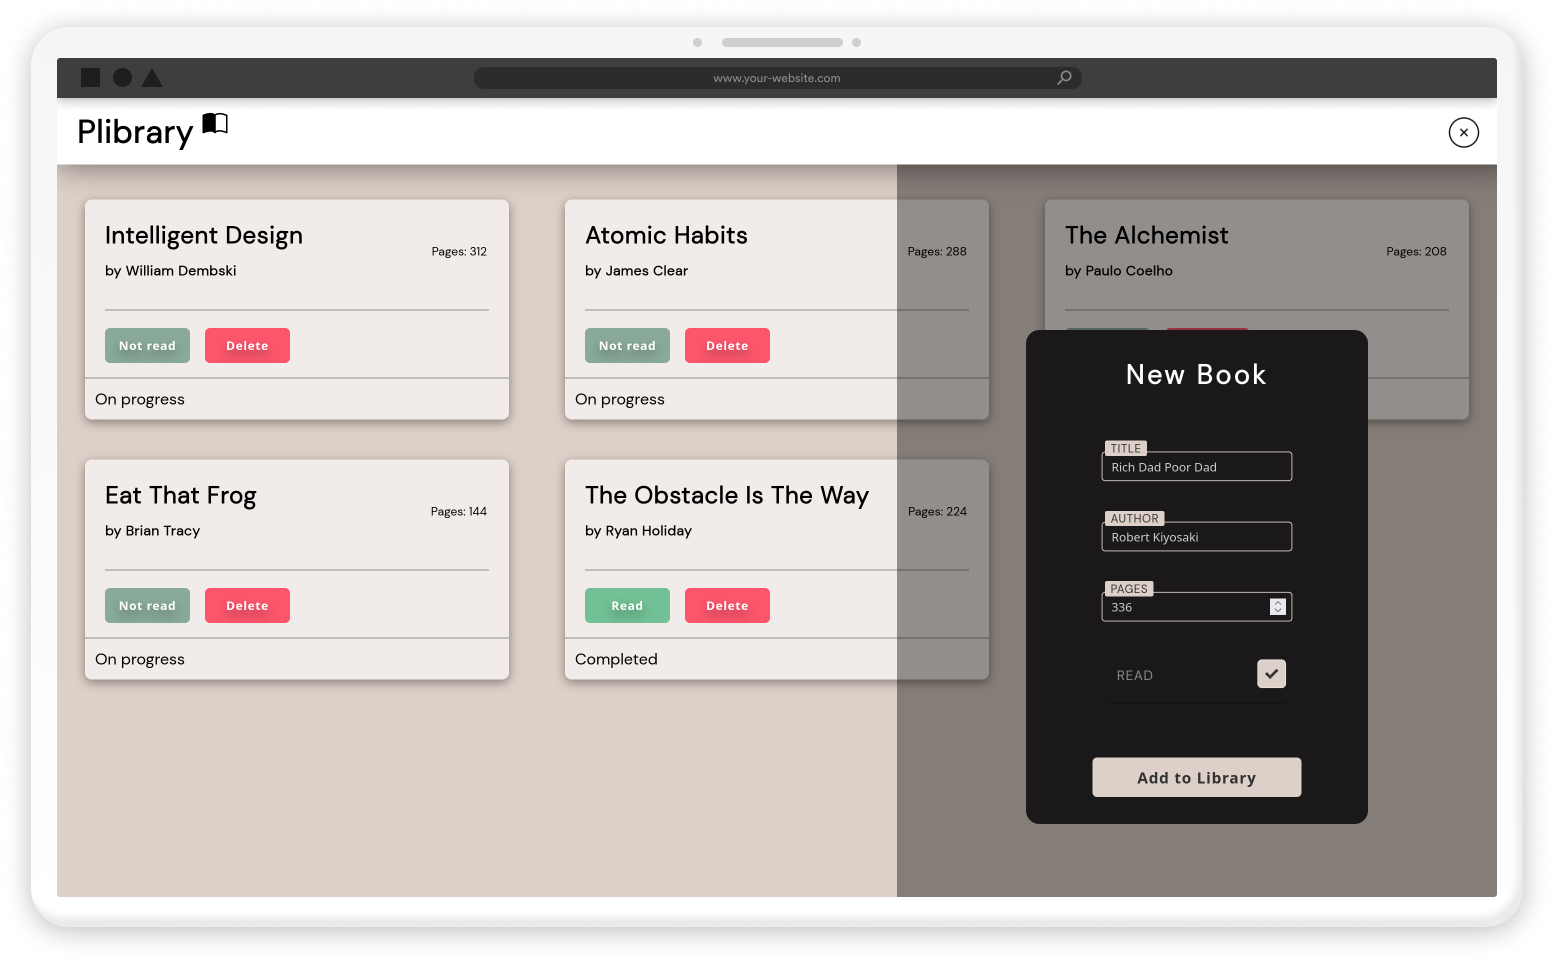 www.your-website.com
Plibrary
Intelligent Design
Pages: 312
by William Dembski
Not read
Delete
On progress
Atomic Habits
Pages: 288
by James Clear
Not read
Delete
On progress
The Alchemist
Pages: 208
by Paulo Coelho
Eat That Frog
Pages: 144
by Brian Tracy
Not read
Delete
On progress
The Obstacle Is The Way
Pages: 224
by Ryan Holiday
Read
Delete
Completed
New Book
TITLE
Rich Dad Poor Dad
AUTHOR
Robert Kiyosaki
PAGES
336
READ
Add to Library